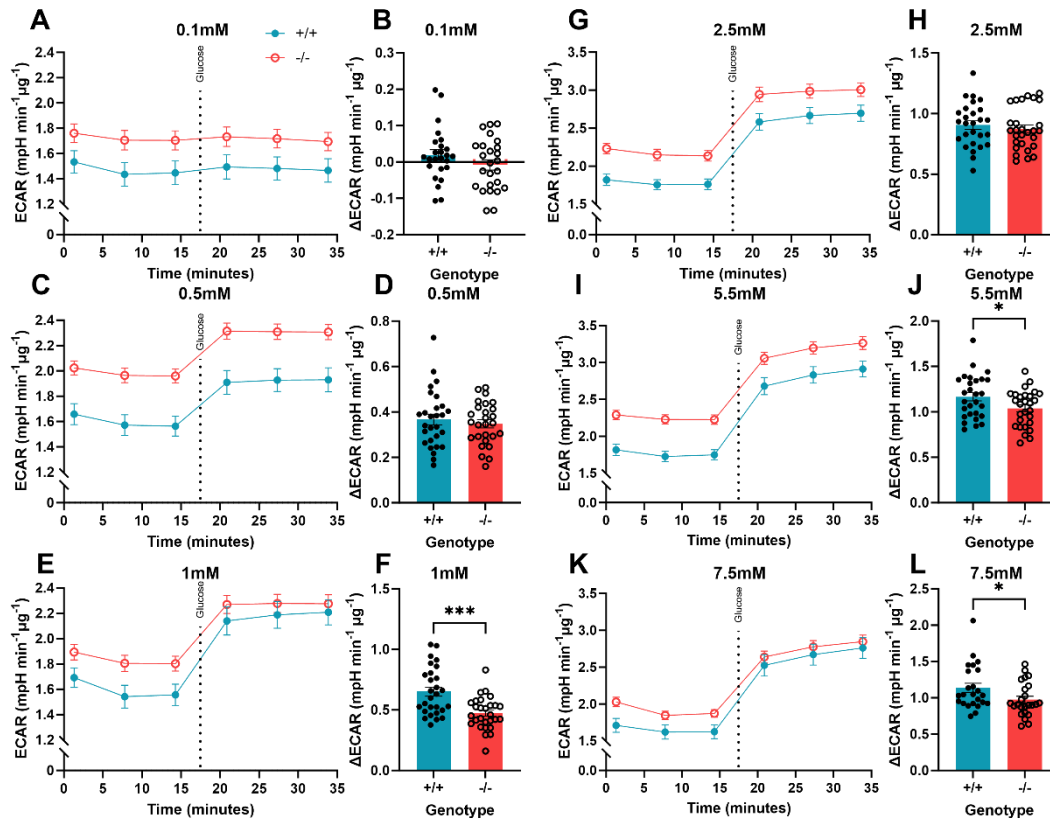 A
0.1mM
+/+
-/-
Glucose
ECAR (mpH min⁻¹μg⁻¹)
2.4
2.2
2.0
1.8
1.6
1.4
1.2
0
0 5 10 15 20 25 30 35
Time (minutes)
B
0.1mM
ΔECAR (mpH min⁻¹ μg⁻¹)
0.3
0.2
0.1
0.0
-0.1
-0.2
+/+ -/-
Genotype
G
2.5mM
Glucose
ECAR (mpH min⁻¹μg⁻¹)
3.5
3.0
2.5
2.0
1.5
0.0
0 5 10 15 20 25 30 35
Time (minutes)
H
2.5mM
ΔECAR (mpH min⁻¹ μg⁻¹)
1.5
1.0
0.5
0.0
+/+ -/-
Genotype
C
0.5mM
Glucose
ECAR (mpH min⁻¹μg⁻¹)
2.4
2.2
2.0
1.8
1.6
1.4
1.2
0
0 5 10 15 20 25 30 35
Time (minutes)
D
0.5mM
ΔECAR (mpH min⁻¹ μg⁻¹)
0.8
0.6
0.4
0.2
0.0
+/+ -/-
Genotype
I
5.5mM
Glucose
ECAR (mpH min⁻¹μg⁻¹)
3.5
3.0
2.5
2.0
1.5
0.0
0 5 10 15 20 25 30 35
Time (minutes)
J
5.5mM
*
ΔECAR (mpH min⁻¹ μg⁻¹)
2.0
1.5
1.0
0.5
0.0
+/+ -/-
Genotype
E
1mM
Glucose
ECAR (mpH min⁻¹μg⁻¹)
2.4
2.2
2.0
1.8
1.6
1.4
1.2
0
0 5 10 15 20 25 30 35
Time (minutes)
F
1mM
***
ΔECAR (mpH min⁻¹ μg⁻¹)
1.5
1.0
0.5
0.0
+/+ -/-
Genotype
K
7.5mM
Glucose
ECAR (mpH min⁻¹μg⁻¹)
3.5
3.0
2.5
2.0
1.5
0.0
0 5 10 15 20 25 30 35
Time (minutes)
L
7.5mM
*
ΔECAR (mpH min⁻¹ μg⁻¹)
2.5
2.0
1.5
1.0
0.5
0.0
+/+ -/-
Genotype